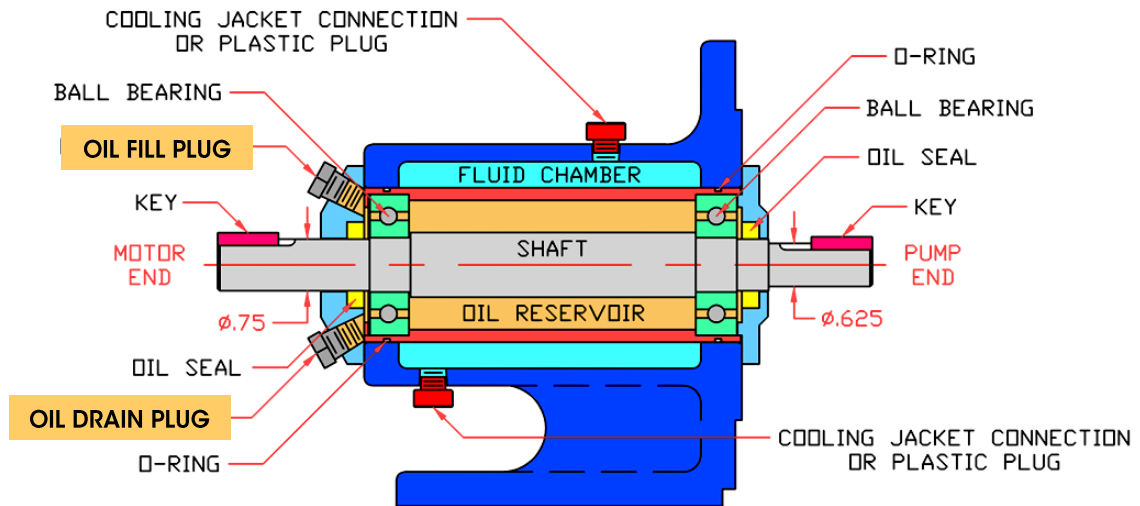 COOLING JACKET CONNECTION
OR PLASTIC PLUG
O-RING
BALL BEARING
BALL BEARING
OIL FILL PLUG
OIL SEAL
FLUID CHAMBER
KEY
KEY
MOTOR
END
SHAFT
PUMP
END
OIL RESERVOIR
Ø.75
Ø.625
OIL SEAL
OIL DRAIN PLUG
O-RING
COOLING JACKET CONNECTION
OR PLASTIC PLUG